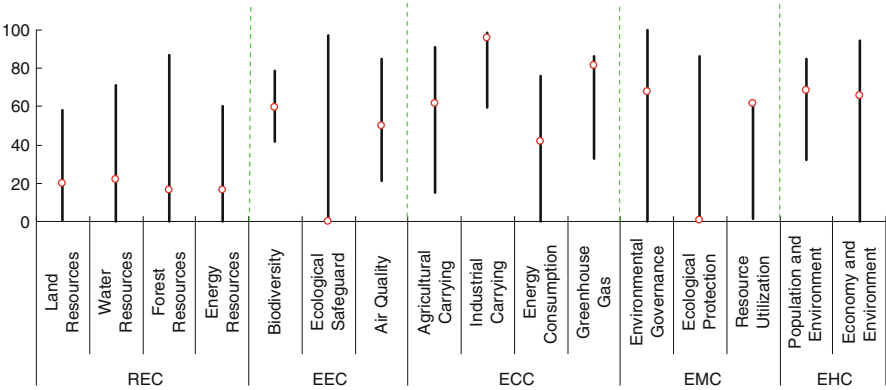 100
80
60
40
20
0
Land
Resources
Water
Resources
Forest
Resources
Energy
Resources
Biodiversity
Ecological
Safeguard
Air Quality
Agricultural
Carrying
Industrial
Carrying
Energy
Consumption
Greenhouse
Gas
Environmental
Governance
Ecological
Protection
Resource
Utilization
Population and
Environment
Economy and
Environment
REC
EEC
ECC
EMC
EHC